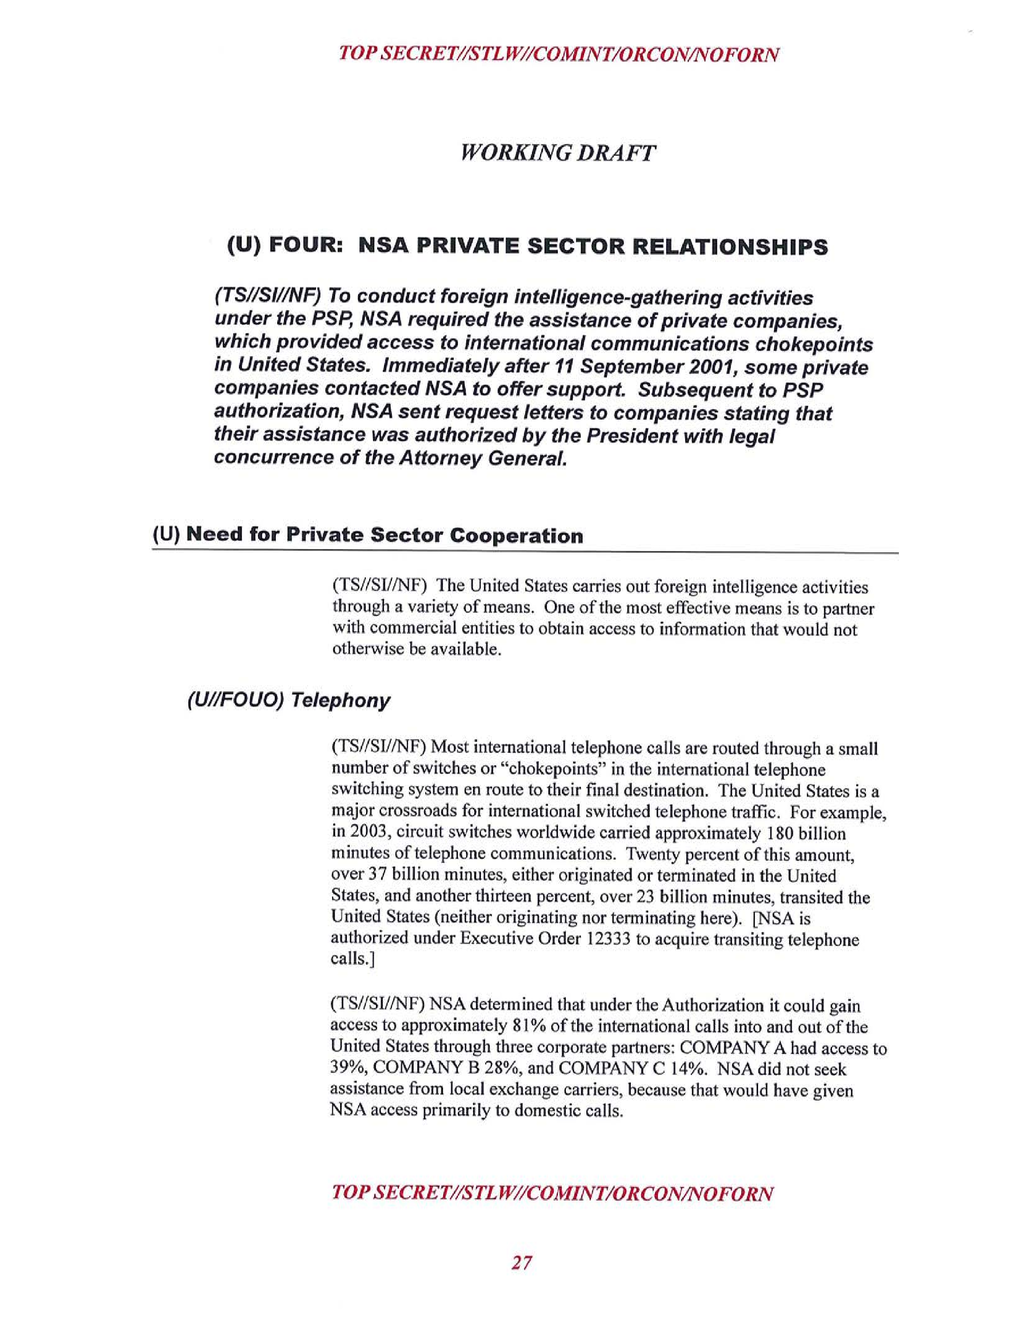 TOP SECRET//STLW//COMINT/ORCON/NOFORN
WORKING DRAFT
(U) FOUR: NSA PRIVATE SECTOR RELATIONSHIPS
(TS//SI//NF) To conduct foreign intelligence-gathering activities
under the PSP, NSA required the assistance of private companies,
which provided access to international communications chokepoints
in United States. Immediately after 11 September 2001, some private
companies contacted NSA to offer support. Subsequent to PSP
authorization, NSA sent request letters to companies stating that
their assistance was authorized by the President with legal
concurrence of the Attorney General.
(U) Need for Private Sector Cooperation
(TS//SI//NF) The United States carries out foreign intelligence activities
through a variety of means. One of the most effective means is to partner
with commercial entities to obtain access to information that would not
otherwise be available.
(U//FOUO) Telephony
(TS//SI//NF) Most international telephone calls are routed through a small
number of switches or “chokepoints” in the international telephone
switching system en route to their final destination. The United States is a
major crossroads for international switched telephone traffic. For example,
in 2003, circuit switches worldwide carried approximately 180 billion
minutes of telephone communications. Twenty percent of this amount,
over 37 billion minutes, either originated or terminated in the United
States, and another thirteen percent, over 23 billion minutes, transited the
United States (neither originating nor terminating here). [NSA is
authorized under Executive Order 12333 to acquire transiting telephone
calls.]
(TS//SI//NF) NSA determined that under the Authorization it could gain
access to approximately 81% of the international calls into and out of the
United States through three corporate partners: COMPANY A had access to
39%, COMPANY B 28%, and COMPANY C 14%. NSA did not seek
assistance from local exchange carriers, because that would have given
NSA access primarily to domestic calls.
TOP SECRET//STLW//COMINT/ORCON/NOFORN
27